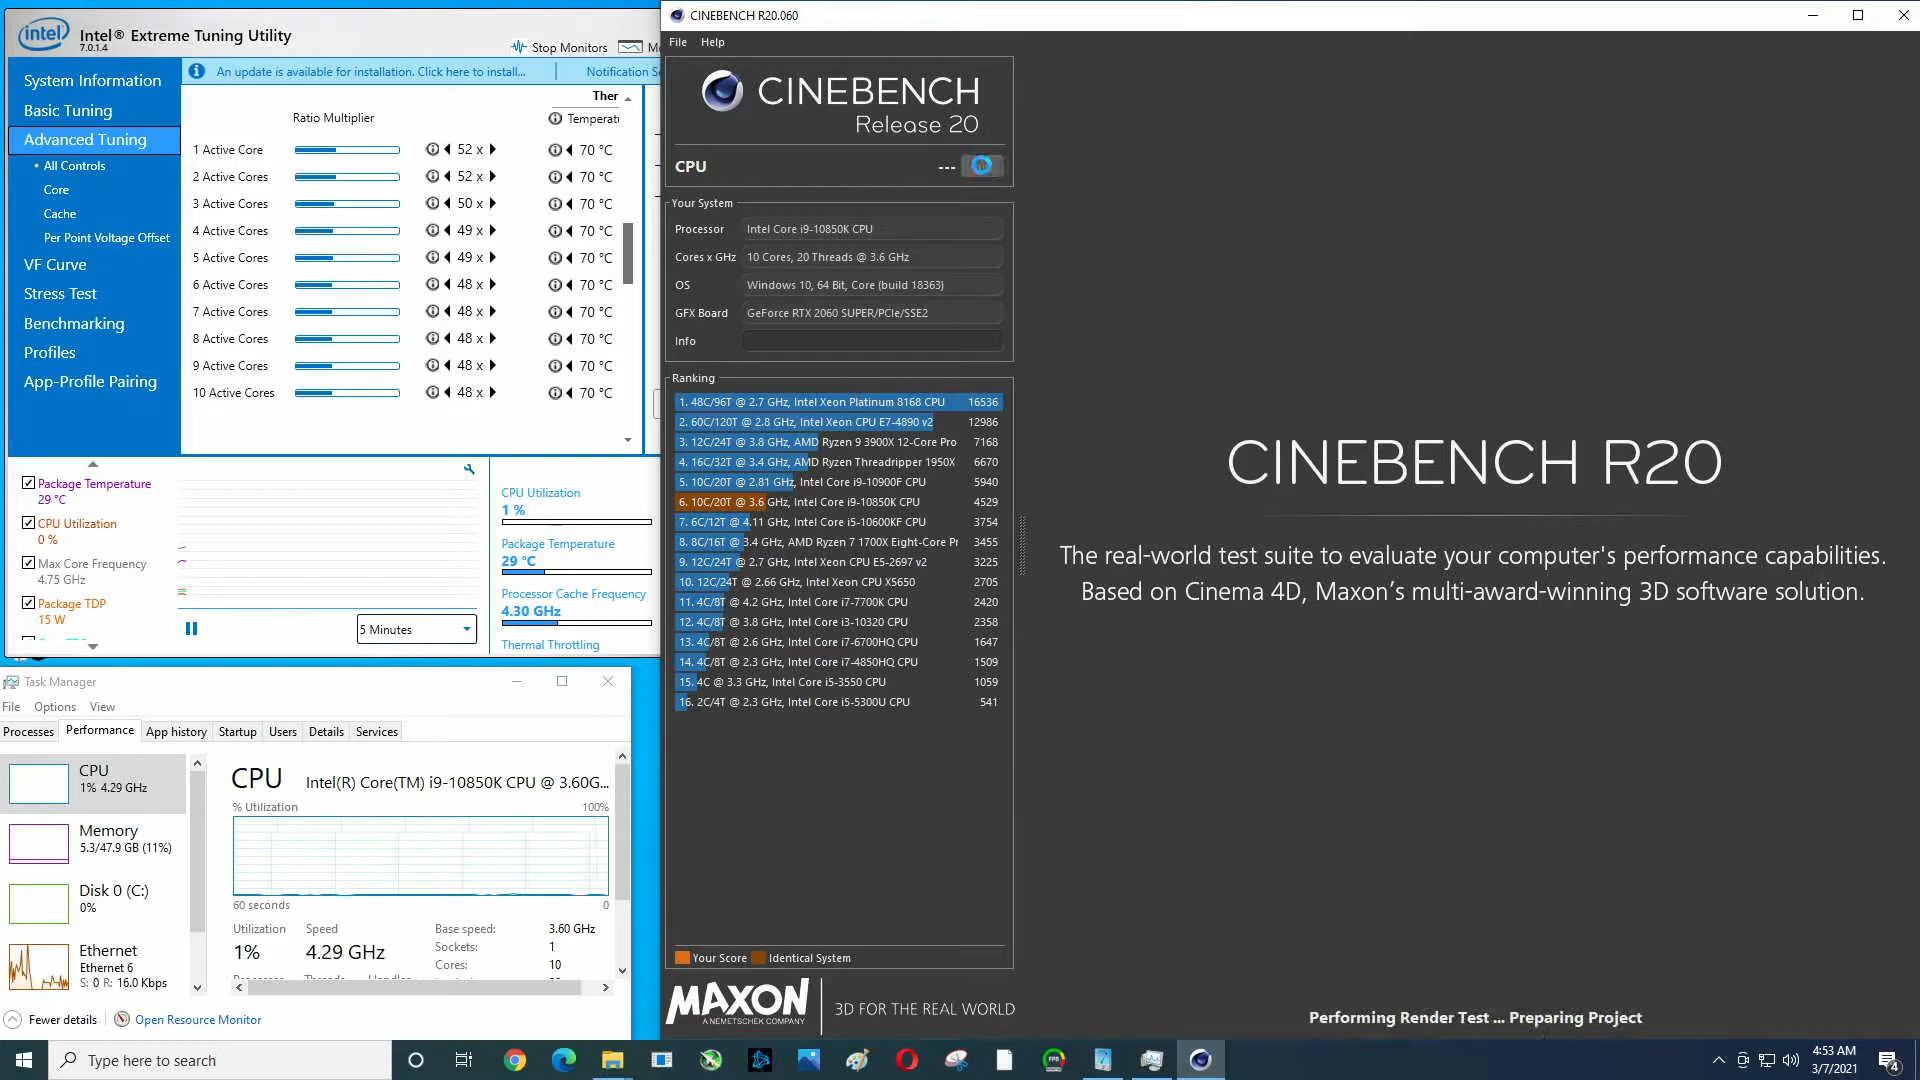 intel
Intel® Extreme Tuning Utility
7.0.1.4
Stop Monitors
System Information
Basic Tuning
Advanced Tuning
• All Controls
Core
Cache
Per Point Voltage Offset
VF Curve
Stress Test
Benchmarking
Profiles
App-Profile Pairing
An update is available for installation. Click here to install...
Notification
Ther
Ratio Multiplier
Temperati
1 Active Core 52 x 70 °C
2 Active Cores 52 x 70 °C
3 Active Cores 50 x 70 °C
4 Active Cores 49 x 70 °C
5 Active Cores 49 x 70 °C
6 Active Cores 48 x 70 °C
7 Active Cores 48 x 70 °C
8 Active Cores 48 x 70 °C
9 Active Cores 48 x 70 °C
10 Active Cores 48 x 70 °C
Package Temperature
29 °C
CPU Utilization
0 %
Max Core Frequency
4.75 GHz
Package TDP
15 W
5 Minutes
CPU Utilization
1 %
Package Temperature
29 °C
Processor Cache Frequency
4.30 GHz
Thermal Throttling
Task Manager
File Options View
Processes Performance App history Startup Users Details Services
CPU
1% 4.29 GHz
Memory
5.3/47.9 GB (11%)
Disk 0 (C:)
0%
Ethernet
Ethernet 6
S: 0 R: 16.0 Kbps
CPU Intel(R) Core(TM) i9-10850K CPU @ 3.60G...
% Utilization 100%
60 seconds 0
Utilization Speed
1% 4.29 GHz
Base speed: 3.60 GHz
Sockets: 1
Cores: 10
Fewer details Open Resource Monitor
CINEBENCH R20.060
File Help
CINEBENCH
Release 20
CPU ---
Your System
Processor Intel Core i9-10850K CPU
Cores x GHz 10 Cores, 20 Threads @ 3.6 GHz
OS Windows 10, 64 Bit, Core (build 18363)
GFX Board GeForce RTX 2060 SUPER/PCIe/SSE2
Info
Ranking
1. 48C/96T @ 2.7 GHz, Intel Xeon Platinum 8168 CPU 16536
2. 60C/120T @ 2.8 GHz, Intel Xeon CPU E7-4890 v2 12986
3. 12C/24T @ 3.8 GHz, AMD Ryzen 9 3900X 12-Core Pro 7168
4. 16C/32T @ 3.4 GHz, AMD Ryzen Threadripper 1950X 6670
5. 10C/20T @ 2.81 GHz, Intel Core i9-10900F CPU 5940
6. 10C/20T @ 3.6 GHz, Intel Core i9-10850K CPU 4529
7. 6C/12T @ 4.11 GHz, Intel Core i5-10600KF CPU 3754
8. 8C/16T @ 3.4 GHz, AMD Ryzen 7 1700X Eight-Core Pr 3455
9. 12C/24T @ 2.7 GHz, Intel Xeon CPU E5-2697 v2 3225
10. 12C/24T @ 2.66 GHz, Intel Xeon CPU X5650 2705
11. 4C/8T @ 4.2 GHz, Intel Core i7-7700K CPU 2420
12. 4C/8T @ 3.8 GHz, Intel Core i3-10320 CPU 2358
13. 4C/8T @ 2.6 GHz, Intel Core i7-6700HQ CPU 1647
14. 4C/8T @ 2.3 GHz, Intel Core i7-4850HQ CPU 1509
15. 4C @ 3.3 GHz, Intel Core i5-3550 CPU 1059
16. 2C/4T @ 2.3 GHz, Intel Core i5-5300U CPU 541
Your Score Identical System
MAXON
A NEMETSCHEK COMPANY
3D FOR THE REAL WORLD
CINEBENCH R20
The real-world test suite to evaluate your computer's performance capabilities.
Based on Cinema 4D, Maxon’s multi-award-winning 3D software solution.
Performing Render Test ... Preparing Project
Type here to search
4:53 AM
3/7/2021
4